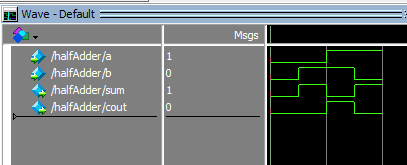 Wave - Default
Msgs
/halfAdder/a 1
/halfAdder/b 0
/halfAdder/sum 1
/halfAdder/cout 0